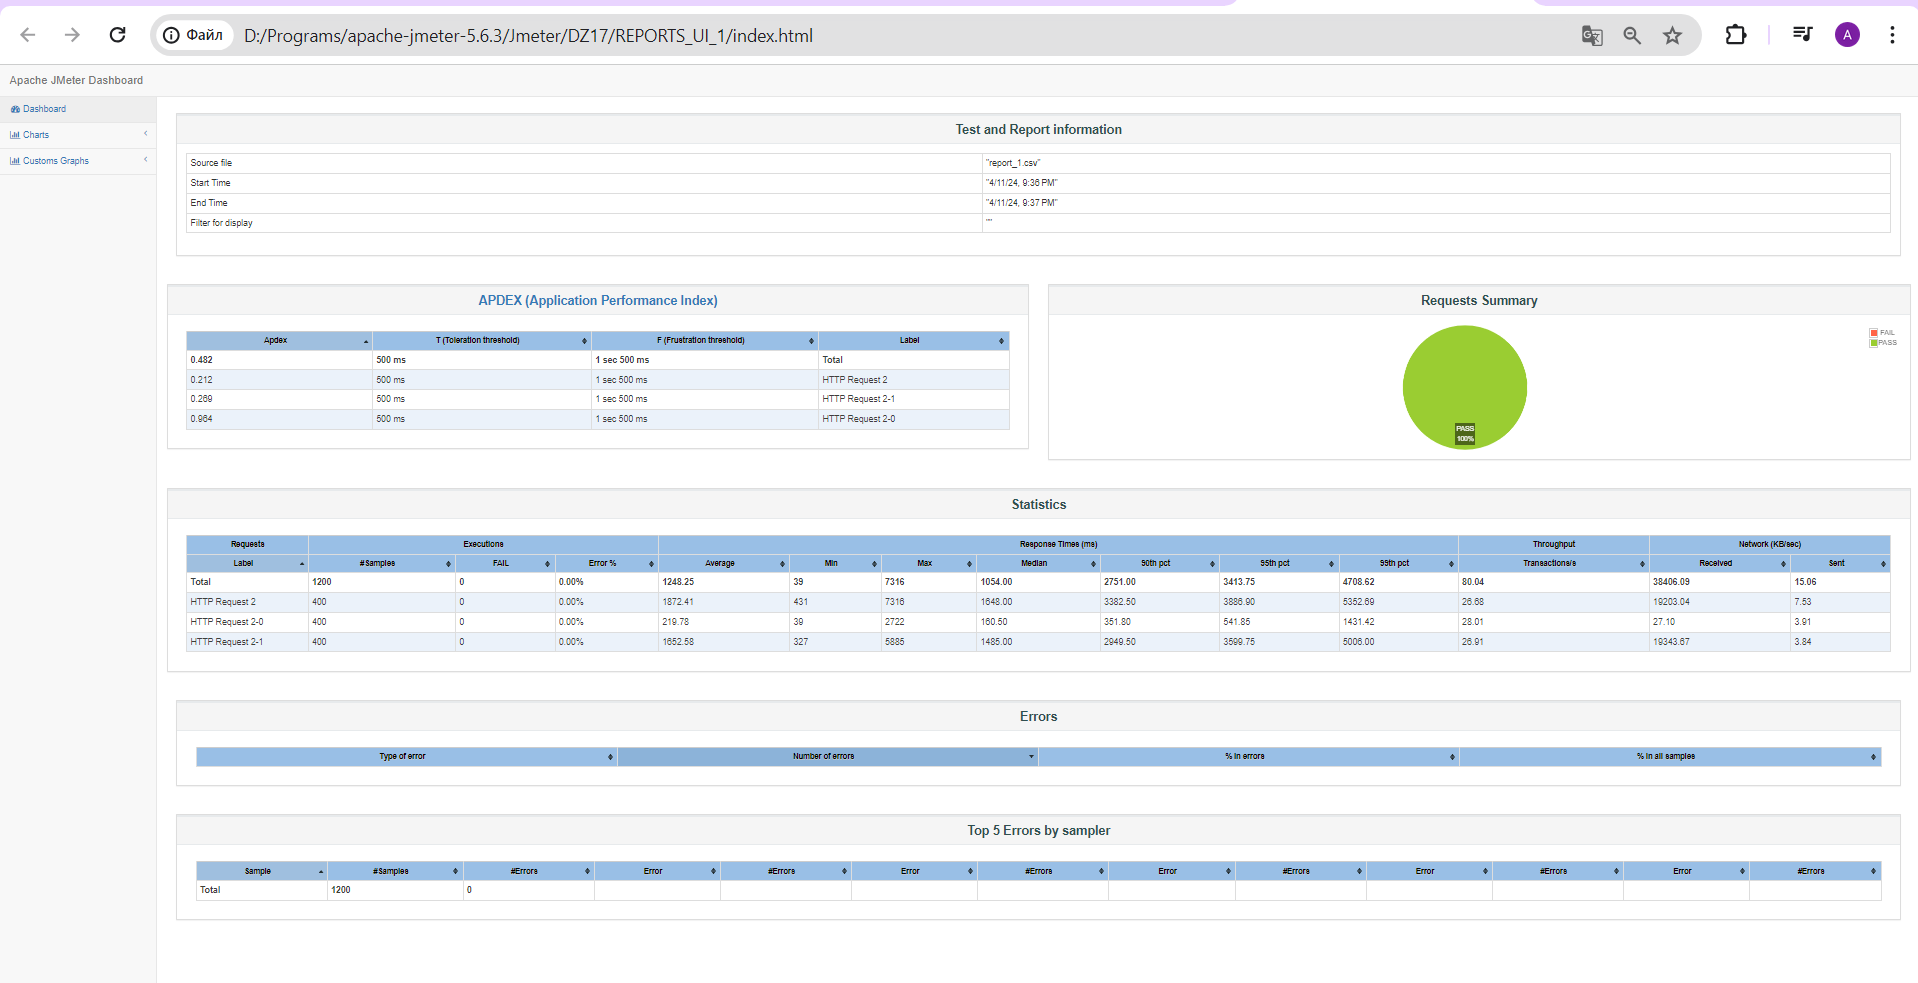 Файл D:/Programs/apache-jmeter-5.6.3/Jmeter/DZ17/REPORTS_UI_1/index.html A
Apache JMeter Dashboard
Dashboard
Charts
Customs Graphs
Test and Report information
Source file "report_1.csv"
Start Time "4/11/24, 9:36 PM"
End Time "4/11/24, 9:37 PM"
Filter for display ""
APDEX (Application Performance Index)
Apdex T (Toleration threshold) F (Frustration threshold) Label
0.482 500 ms 1 sec 500 ms Total
0.212 500 ms 1 sec 500 ms HTTP Request 2
0.269 500 ms 1 sec 500 ms HTTP Request 2-1
0.964 500 ms 1 sec 500 ms HTTP Request 2-0
Requests Summary
FAIL
PASS
PASS
100%
Statistics
Requests Executions Response Times (ms) Throughput Network (KB/sec)
Label #Samples FAIL Error % Average Min Max Median 90th pct 95th pct 99th pct Transactions/s Received Sent
Total 1200 0 0.00% 1248.25 39 7316 1054.00 2751.00 3413.75 4708.62 80.04 38406.09 15.06
HTTP Request 2 400 0 0.00% 1872.41 431 7316 1648.00 3382.50 3886.90 5352.69 26.68 19203.04 7.53
HTTP Request 2-0 400 0 0.00% 219.78 39 2722 160.50 351.80 541.85 1431.42 28.01 27.10 3.91
HTTP Request 2-1 400 0 0.00% 1652.58 327 5885 1485.00 2949.50 3599.75 5006.00 26.91 19343.67 3.84
Errors
Type of error Number of errors % in errors % in all samples
Top 5 Errors by sampler
Sample #Samples #Errors Error #Errors Error #Errors Error #Errors Error #Errors Error #Errors
Total 1200 0